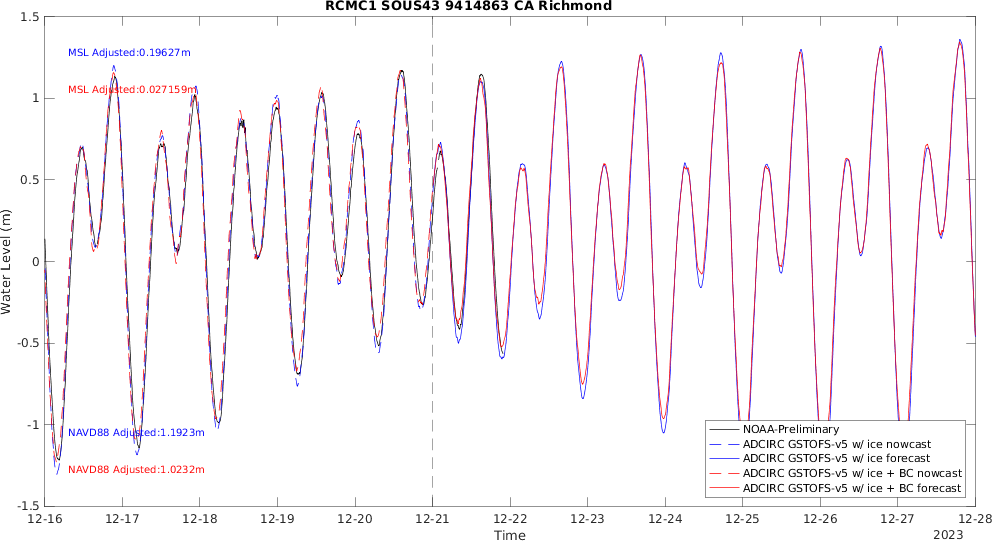 RCMC1 SOUS43 9414863 CA Richmond
1.5
1
0.5
0
-0.5
-1
-1.5
Water Level (m)
MSL Adjusted:0.19627m
MSL Adjusted:0.027159m
NAVD88 Adjusted:1.1923m
NAVD88 Adjusted:1.0232m
NOAA-Preliminary
ADCIRC GSTOFS-v5 w/ ice nowcast
ADCIRC GSTOFS-v5 w/ ice forecast
ADCIRC GSTOFS-v5 w/ ice + BC nowcast
ADCIRC GSTOFS-v5 w/ ice + BC forecast
12-16 12-17 12-18 12-19 12-20 12-21 12-22 12-23 12-24 12-25 12-26 12-27 12-28
Time
2023